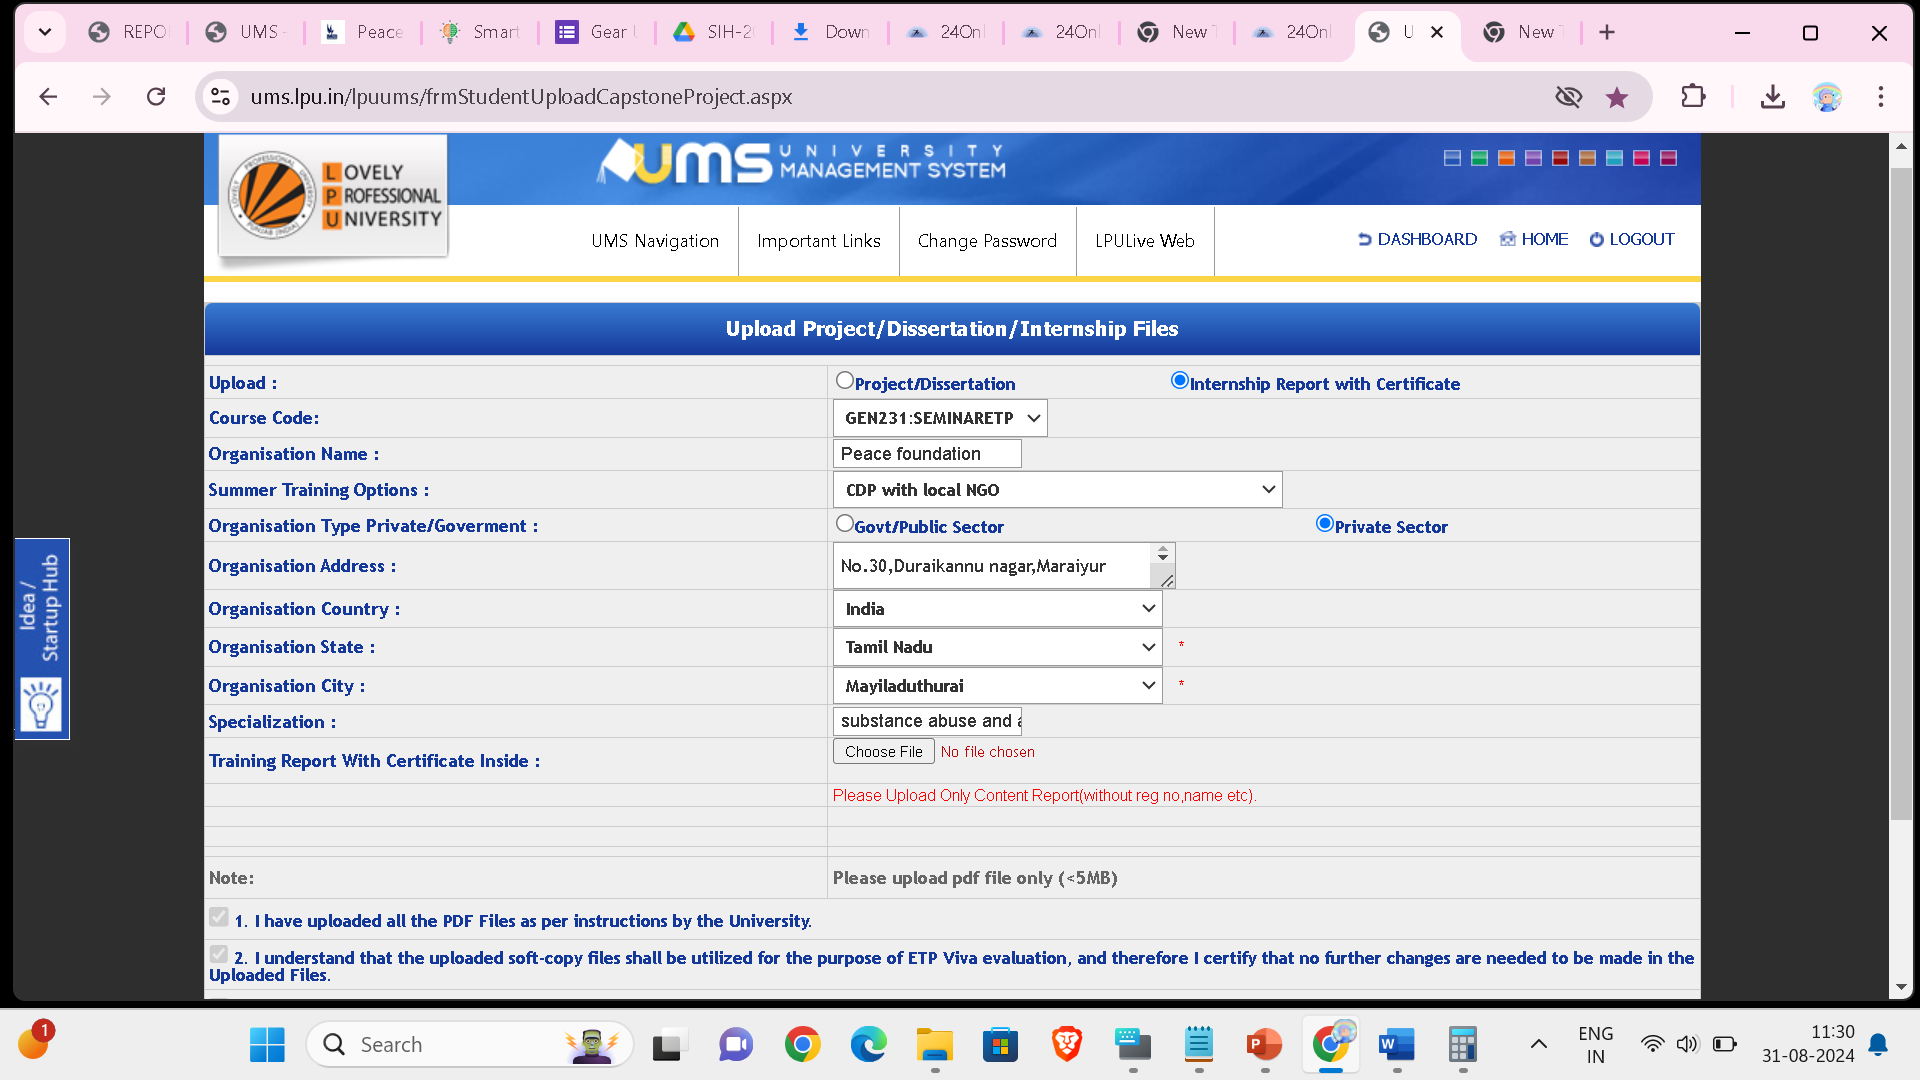 REPO
UMS -
Peace
Smart
Gear U
SIH-20
Down
24Onl
24Onl
New T
24Onl
U
New T
ums.lpu.in/lpuums/frmStudentUploadCapstoneProject.aspx
LOVELY
PROFESSIONAL
UNIVERSITY
UMS UNIVERSITY
MANAGEMENT SYSTEM
UMS Navigation
Important Links
Change Password
LPULive Web
DASHBOARD
HOME
LOGOUT
Upload Project/Dissertation/Internship Files
Upload :
Project/Dissertation
Internship Report with Certificate
Course Code:
GEN231:SEMINARETP
Organisation Name :
Peace foundation
Summer Training Options :
CDP with local NGO
Organisation Type Private/Goverment :
Govt/Public Sector
Private Sector
Organisation Address :
No.30,Duraikannu nagar,Maraiyur
Organisation Country :
India
Organisation State :
Tamil Nadu
*
Organisation City :
Mayiladuthurai
*
Specialization :
substance abuse and a
Training Report With Certificate Inside :
Choose File No file chosen
Please Upload Only Content Report(without reg no,name etc).
Note:
Please upload pdf file only (<5MB)
1. I have uploaded all the PDF Files as per instructions by the University.
2. I understand that the uploaded soft-copy files shall be utilized for the purpose of ETP Viva evaluation, and therefore I certify that no further changes are needed to be made in the
Uploaded Files.
Idea /
Startup Hub
1
Search
ENG
IN
11:30
31-08-2024